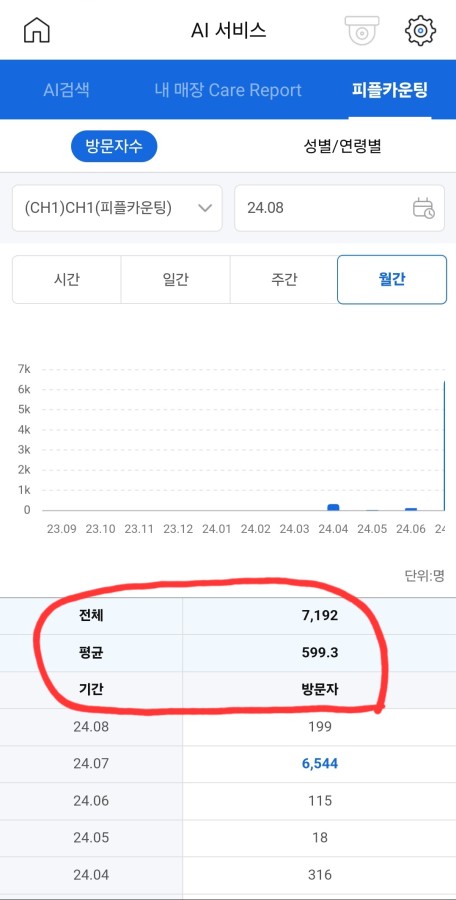 AI 서비스
AI검색 내 매장 Care Report 피플카운팅
방문자수 성별/연령별
(CH1)CH1(피플카운팅) 24.08
시간 일간 주간 월간
7k
6k
5k
4k
3k
2k
1k
0
23.09 23.10 23.11 23.12 24.01 24.02 24.03 24.04 24.05 24.06 24
단위:명
전체 7,192
평균 599.3
기간 방문자
24.08 199
24.07 6,544
24.06 115
24.05 18
24.04 316